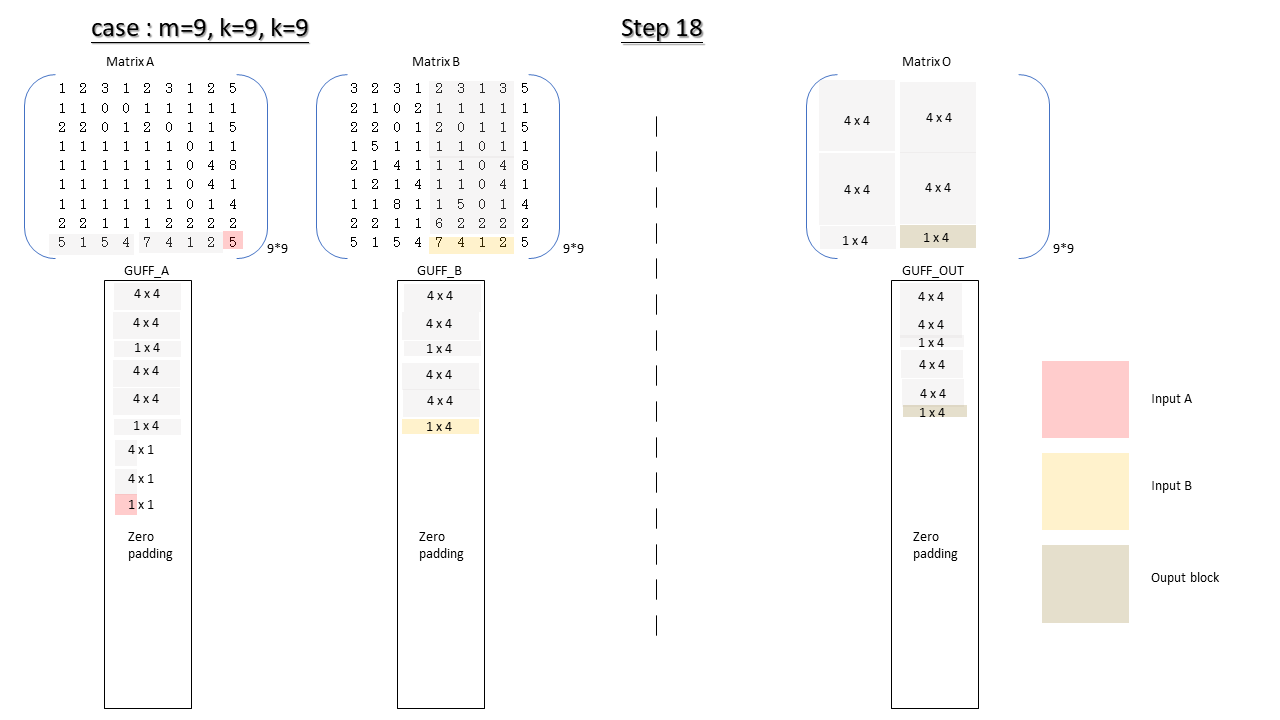 case : m=9, k=9, k=9
Step 18
Matrix A
1 2 3 1 2 3 1 2 5
1 1 0 0 1 1 1 1 1
2 2 0 1 2 0 1 1 5
1 1 1 1 1 1 0 1 1
1 1 1 1 1 1 0 4 8
1 1 1 1 1 1 0 4 1
1 1 1 1 1 1 0 1 4
2 2 1 1 1 2 2 2 2
5 1 5 4 7 4 1 2 5
9*9
Matrix B
3 2 3 1 2 3 1 3 5
2 1 0 2 1 1 1 1 1
2 2 0 1 2 0 1 1 5
1 5 1 1 1 1 0 1 1
2 1 4 1 1 1 0 4 8
1 2 1 4 1 1 0 4 1
1 1 8 1 1 5 0 1 4
2 2 1 1 6 2 2 2 2
5 1 5 4 7 4 1 2 5
9*9
Matrix O
4 x 4
4 x 4
4 x 4
4 x 4
1 x 4
1 x 4
9*9
GUFF_A
4 x 4
4 x 4
1 x 4
4 x 4
4 x 4
1 x 4
4 x 1
4 x 1
1 x 1
Zero
padding
GUFF_B
4 x 4
4 x 4
1 x 4
4 x 4
4 x 4
1 x 4
Zero
padding
GUFF_OUT
4 x 4
4 x 4
1 x 4
4 x 4
4 x 4
1 x 4
Zero
padding
Input A
Input B
Ouput block